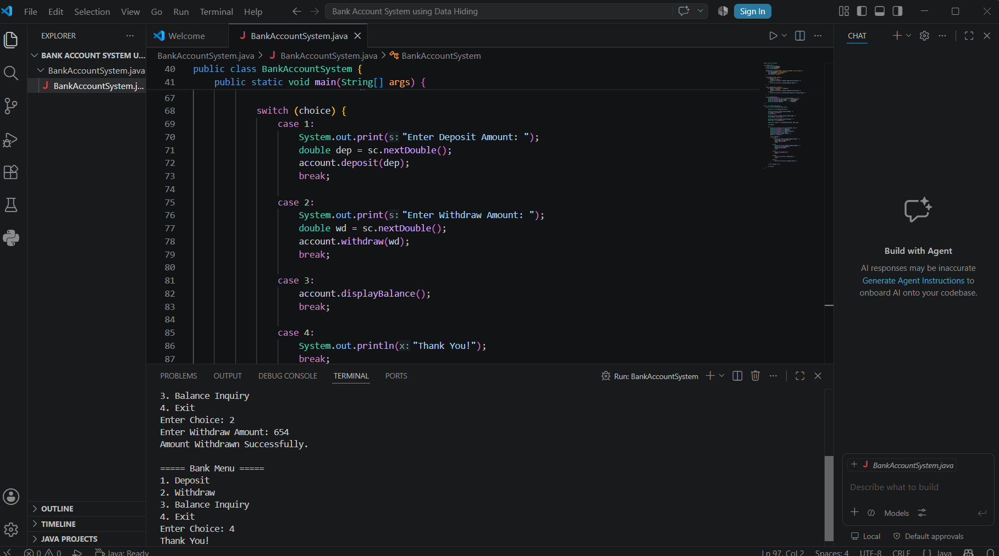 File Edit Selection View Go Run Terminal Help
Bank Account System using Data Hiding
Sign In
EXPLORER
BANK ACCOUNT SYSTEM U...
BankAccountSystem.java
BankAccountSystem.j...
OUTLINE
TIMELINE
JAVA PROJECTS
Welcome
BankAccountSystem.java
BankAccountSystem.java > BankAccountSystem.java > BankAccountSystem
40 public class BankAccountSystem {
41 public static void main(String[] args) {
67
68 switch (choice) {
69 case 1:
70 System.out.print(s: "Enter Deposit Amount: ");
71 double dep = sc.nextDouble();
72 account.deposit(dep);
73 break;
74
75 case 2:
76 System.out.print(s: "Enter Withdraw Amount: ");
77 double wd = sc.nextDouble();
78 account.withdraw(wd);
79 break;
80
81 case 3:
82 account.displayBalance();
83 break;
84
85 case 4:
86 System.out.println(x: "Thank You!");
87 break;
PROBLEMS OUTPUT DEBUG CONSOLE TERMINAL PORTS
Run: BankAccountSystem
3. Balance Inquiry
4. Exit
Enter Choice: 2
Enter Withdraw Amount: 654
Amount Withdrawn Successfully.
===== Bank Menu =====
1. Deposit
2. Withdraw
3. Balance Inquiry
4. Exit
Enter Choice: 4
Thank You!
CHAT
Build with Agent
AI responses may be inaccurate
Generate Agent Instructions to
onboard AI onto your codebase.
BankAccountSystem.java
Describe what to build
Models
Local Default approvals
0 0 Java: Ready
Ln 97, Col 2 Spaces: 4 UTF-8 CRLF { } Java